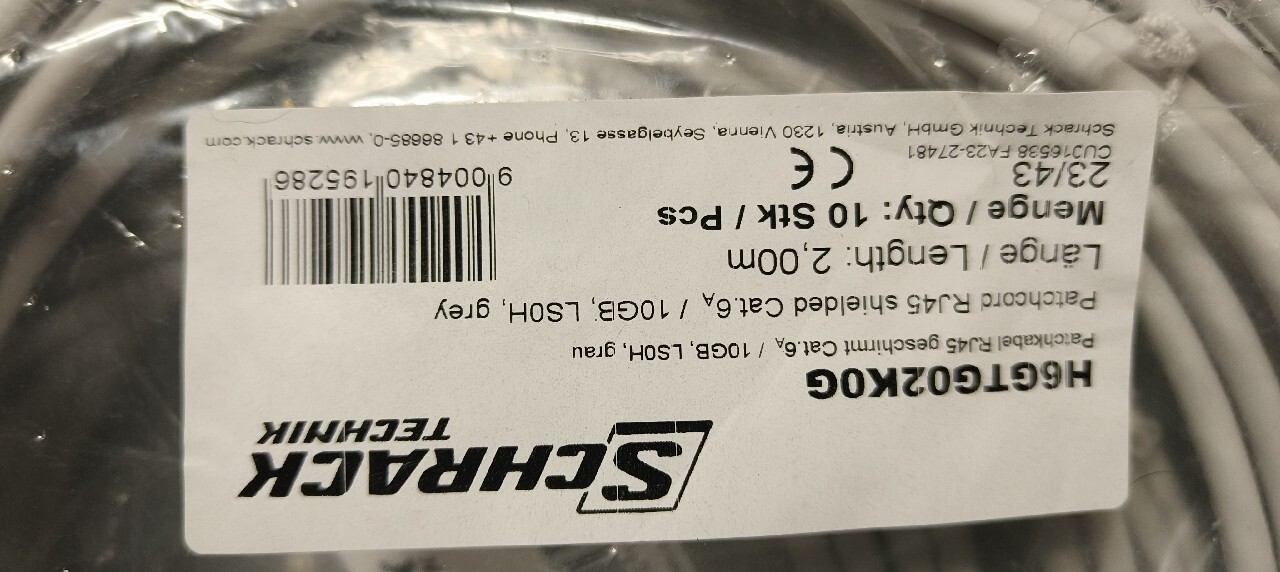 SCHRACK
TECHNIK
H6GTG02K0G
Patchkabel RJ45 geschirmt Cat.6A / 10GB, LS0H, grau
Patchcord RJ45 shielded Cat.6A / 10GB, LS0H, grey
Länge / Length: 2,00m
Menge / Qty: 10 Stk / Pcs
23/43 CE
9 004840 195286
CU316538 FA23-27481
Schrack Technik GmbH, Austria, 1230 Vienna, Seybelgasse 13, Phone +43 1 86685-0, www.schrack.com